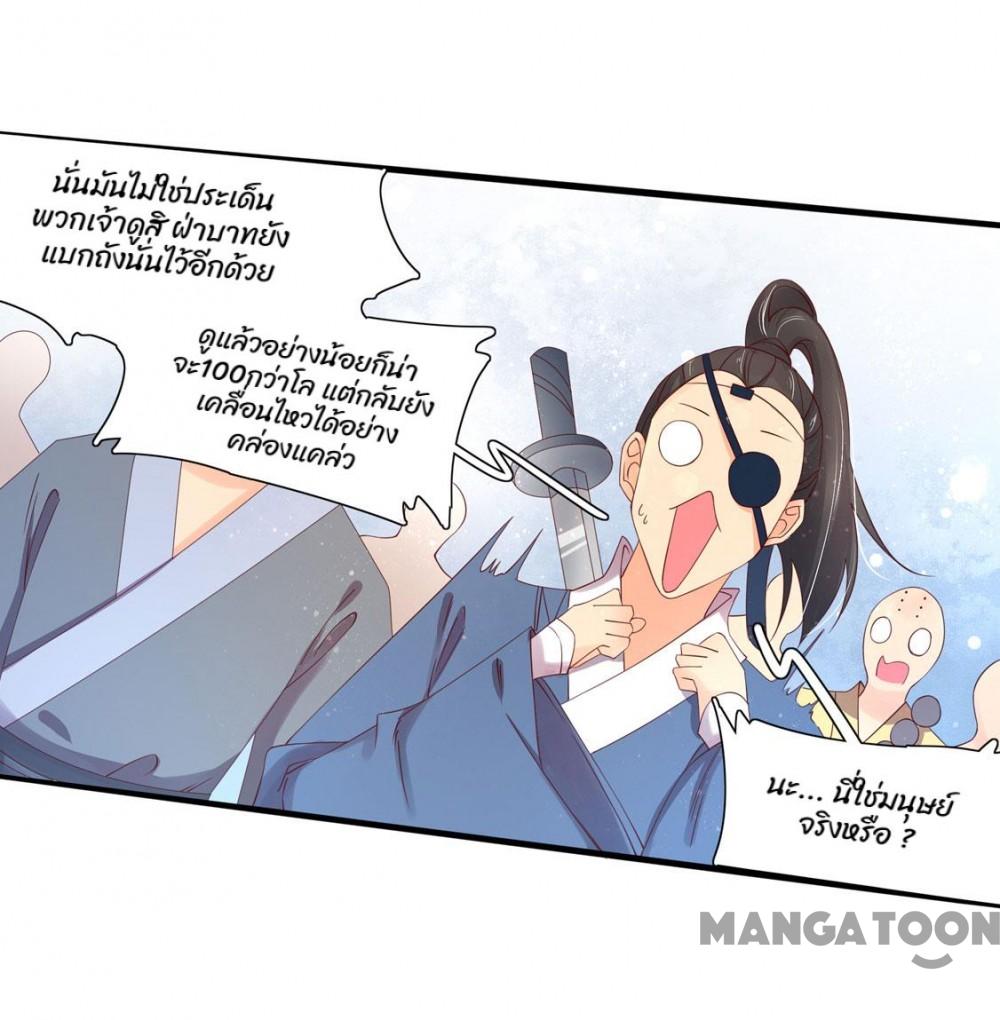 นั่นมันไม่ใช่ประเด็น
พวกเจ้าดูสิ ฝ่าบาทยัง
แบกถังนั่นไว้อีกด้วย
ดูแล้วอย่างน้อยก็น่า
จะ100กว่าโล แต่กลับยัง
เคลื่อนไหวได้อย่าง
คล่องแคล่ว
นะ... นี่ใช่มนุษย์
จริงหรือ ?
MANGATOON